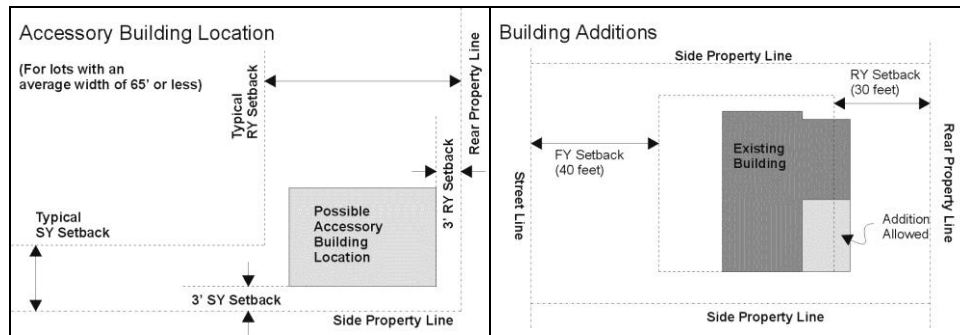 Accessory Building Location
(For lots with an
average width of 65' or less)
Typical
RY Setback
Rear Property Line
3' RY Setback
Possible
Accessory
Building
Location
Typical
SY Setback
3' SY Setback
Side Property Line
Building Additions
Side Property Line
RY Setback
(30 feet)
Existing
Building
FY Setback
(40 feet)
Street Line
Rear Property Line
Addition
Allowed
Side Property Line